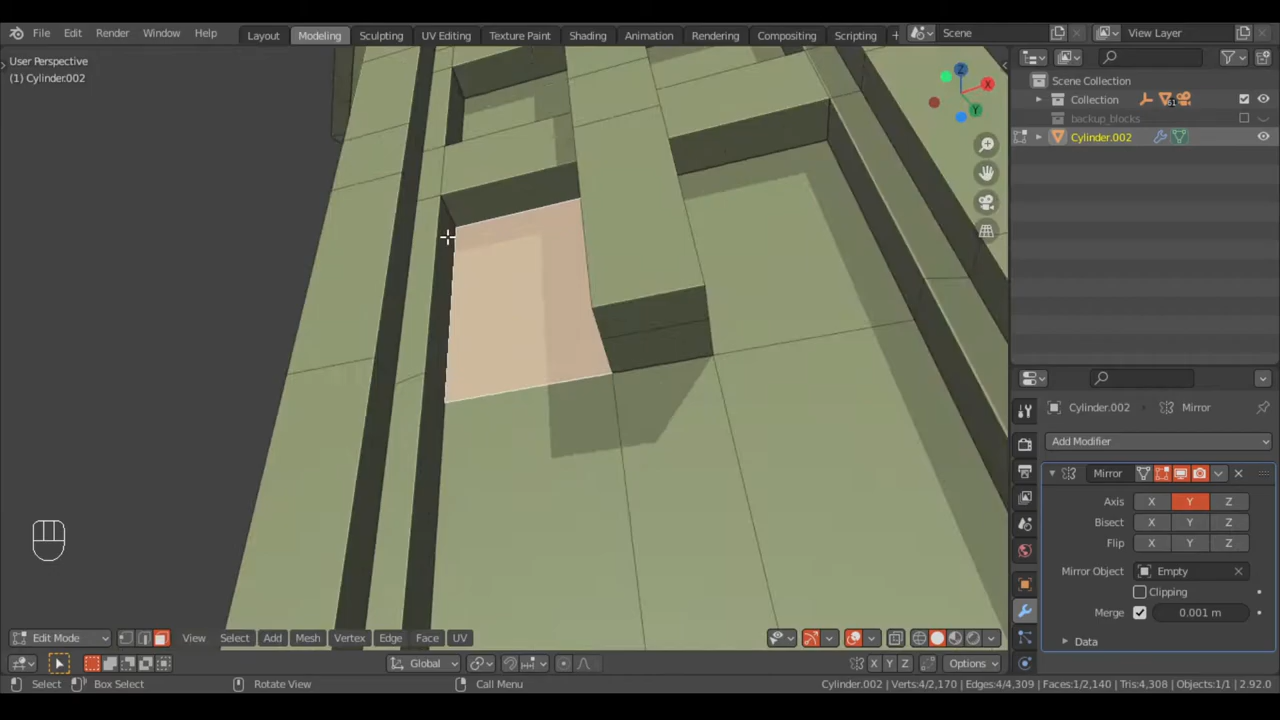 File Edit Render Window Help Layout Modeling Sculpting UV Editing Texture Paint Shading Animation Rendering Compositing Scripting + Scene View Layer
User Perspective
(1) Cylinder.002
Z
X
Y
Scene Collection
Collection 61
backup_blocks
Cylinder.002
Cylinder.002 Mirror
Add Modifier
Mirror
Axis X Y Z
Bisect X Y Z
Flip X Y Z
Mirror Object Empty
Clipping
Merge 0.001 m
Data
Edit Mode View Select Add Mesh Vertex Edge Face UV
Global X Y Z Options
Select Box Select Rotate View Call Menu Cylinder.002 | Verts:4/2,170 | Edges:4/4,309 | Faces:1/2,140 | Tris:4,308 | Objects:1/1 | 2.92.0